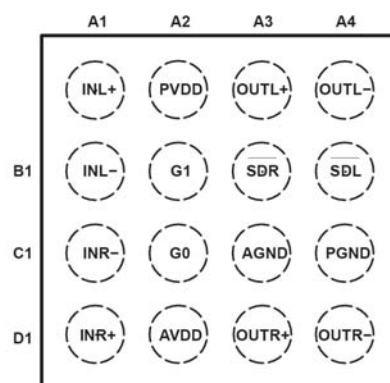 A1 A2 A3 A4
INL+ PVDD OUTL+ OUTL−
B1 INL− G1 SDR SDL
C1 INR− G0 AGND PGND
D1 INR+ AVDD OUTR+ OUTR−